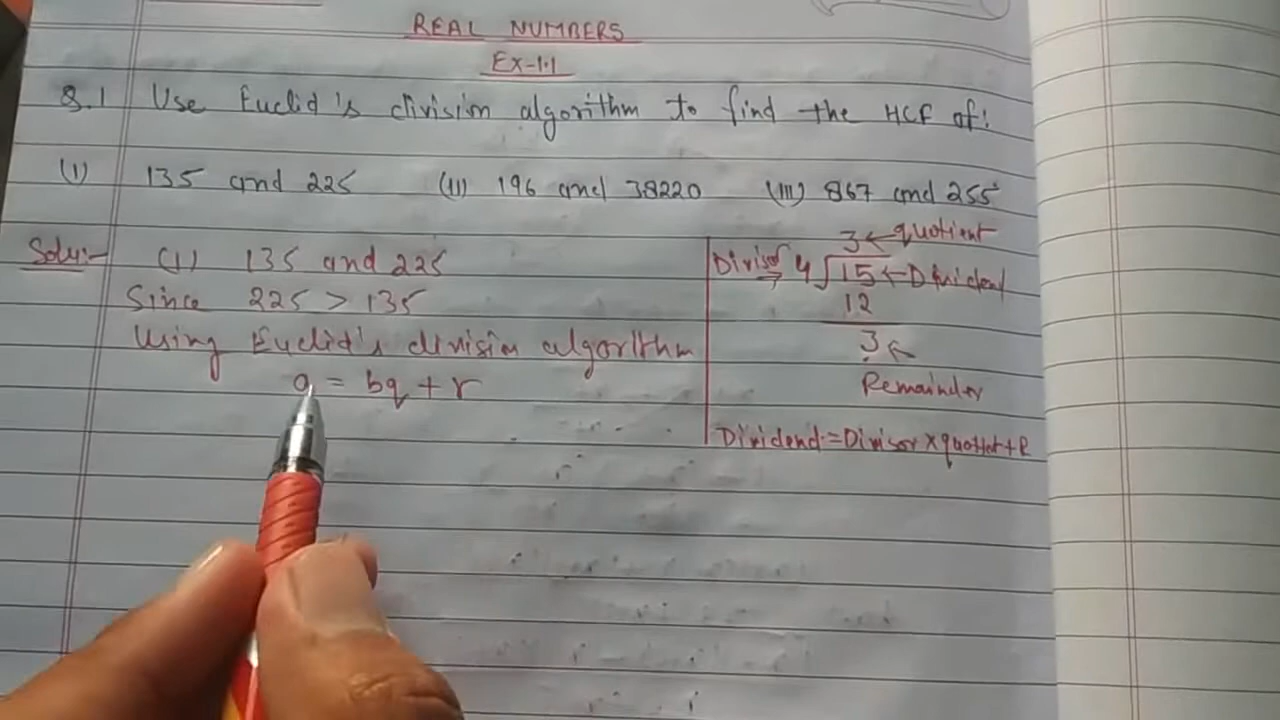 REAL NUMBERS
Ex-1.1
Q.1 Use Euclid's division algorithm to find the HCF of:
(I) 135 and 225 (II) 196 and 38220 (III) 867 and 255
Soln:- (I) 135 and 225
Since 225 > 135
Using Euclid's division algorithm
a = bq + r
3 ← quotient
Divisor → 4 √15 ← Dividend
12
3 ←
Remainder
Dividend = Divisor × quotient + R